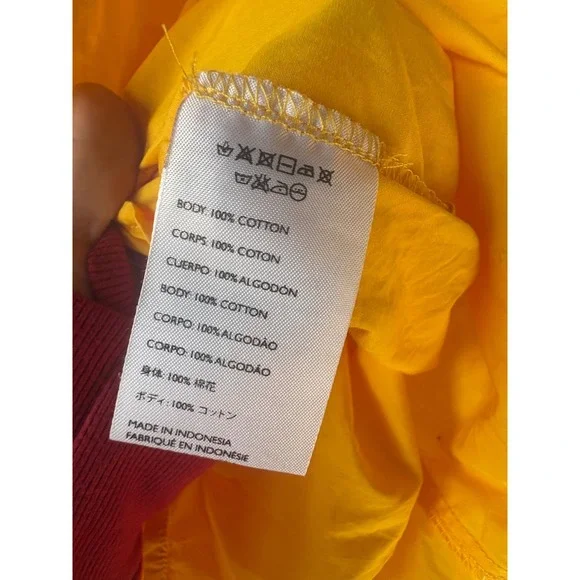 BODY: 100% COTTON
CORPS: 100% COTON
CUERPO: 100% ALGODÓN
BODY: 100% COTTON
CORPO: 100% ALGODÃO
CORPO: 100% ALGODÃO
身体: 100% 棉花
ボディ: 100% コットン
MADE IN INDONESIA
FABRIQUÉ EN INDONÉSIE